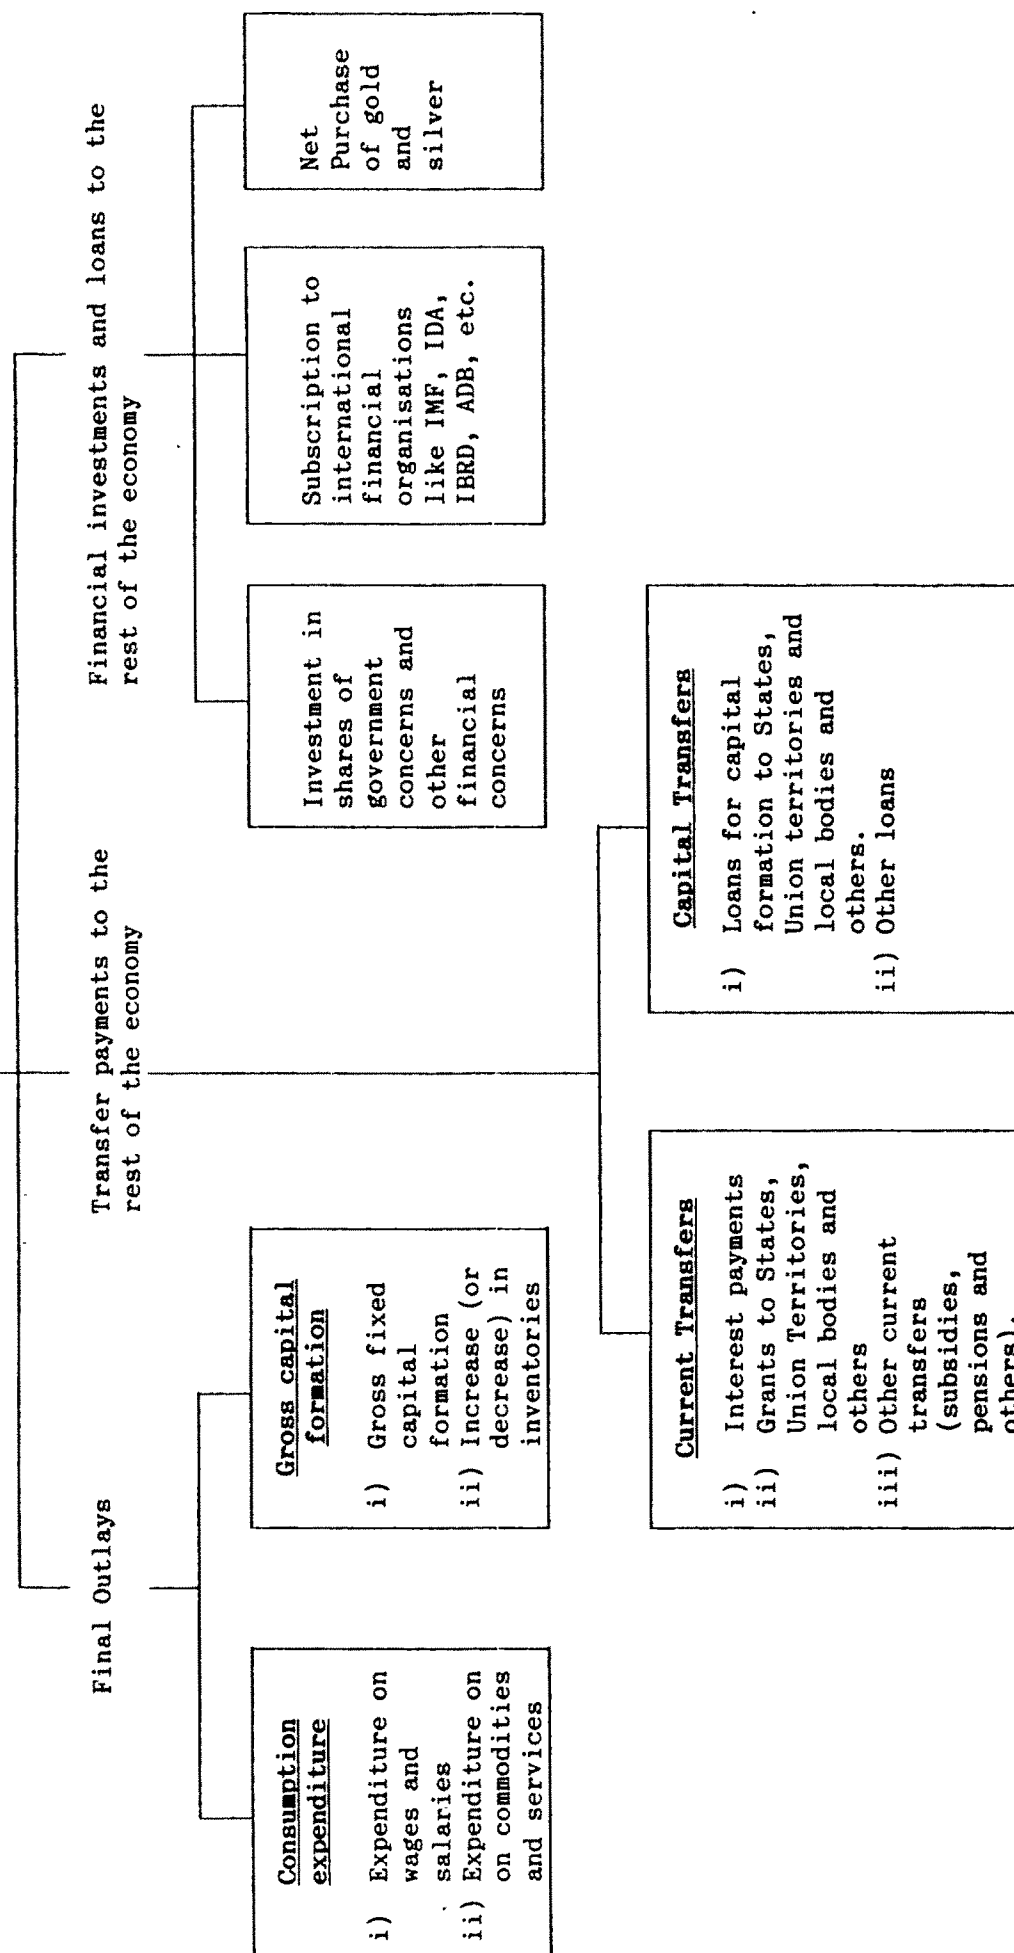 Final Outlays
Transfer payments to the
rest of the economy
Financial investments and loans to the
rest of the economy
Consumption
expenditure
i) Expenditure on
wages and
salaries
ii) Expenditure on
on commodities
and services
Gross capital
formation
i) Gross fixed
capital
formation
ii) Increase (or
decrease) in
inventories
Investment in
shares of
government
concerns and
other
financial
concerns
Subscription to
international
financial
organisations
like IMF, IDA,
IBRD, ADB, etc.
Net
Purchase
of gold
and
silver
Current Transfers
i) Interest payments
ii) Grants to States,
Union Territories,
local bodies and
others
iii) Other current
transfers
(subsidies,
pensions and
others).
Capital Transfers
i) Loans for capital
formation to States,
Union territories and
local bodies and
others.
ii) Other loans